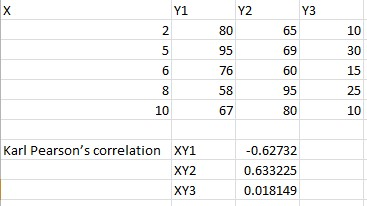 X Y1 Y2 Y3
2 80 65 10
5 95 69 30
6 76 60 15
8 58 95 25
10 67 80 10
Karl Pearson’s correlation XY1 -0.62732
XY2 0.633225
XY3 0.018149